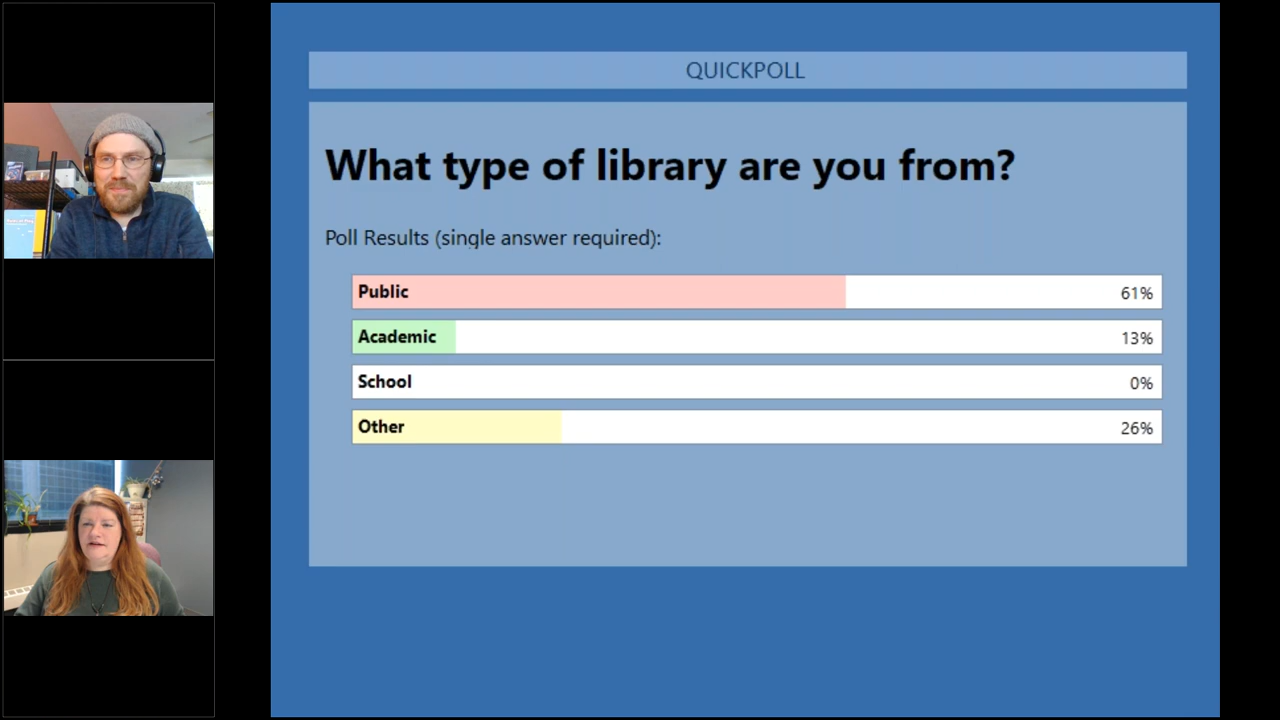 QUICKPOLL
What type of library are you from?
Poll Results (single answer required):
Public 61%
Academic 13%
School 0%
Other 26%